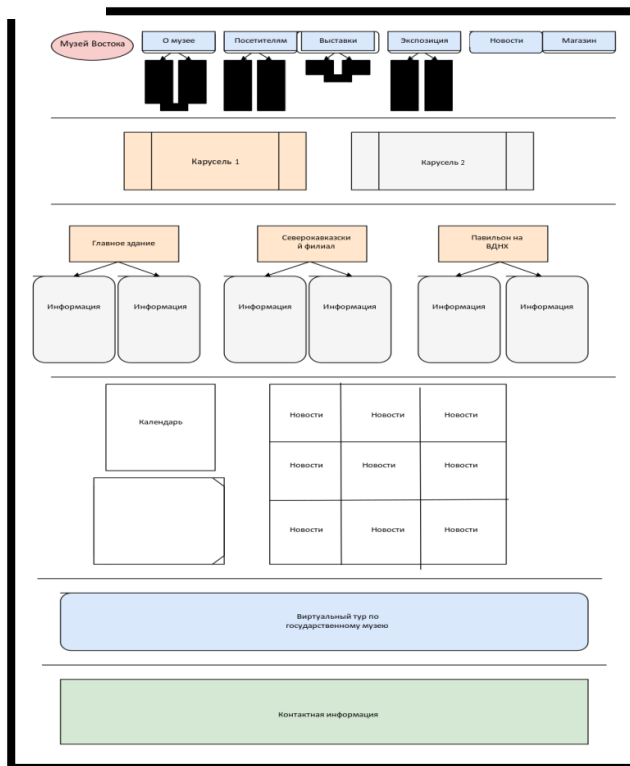 Музей Востока
О музее
Посетителям
Выставки
Экспозиция
Новости
Магазин
Карусель 1
Карусель 2
Главное здание
Северокавказски
й филиал
Павильон на
ВДНХ
Информация
Информация
Информация
Информация
Информация
Информация
Календарь
Новости
Новости
Новости
Новости
Новости
Новости
Новости
Новости
Новости
Виртуальный тур по
государственному музею
Контактная информация